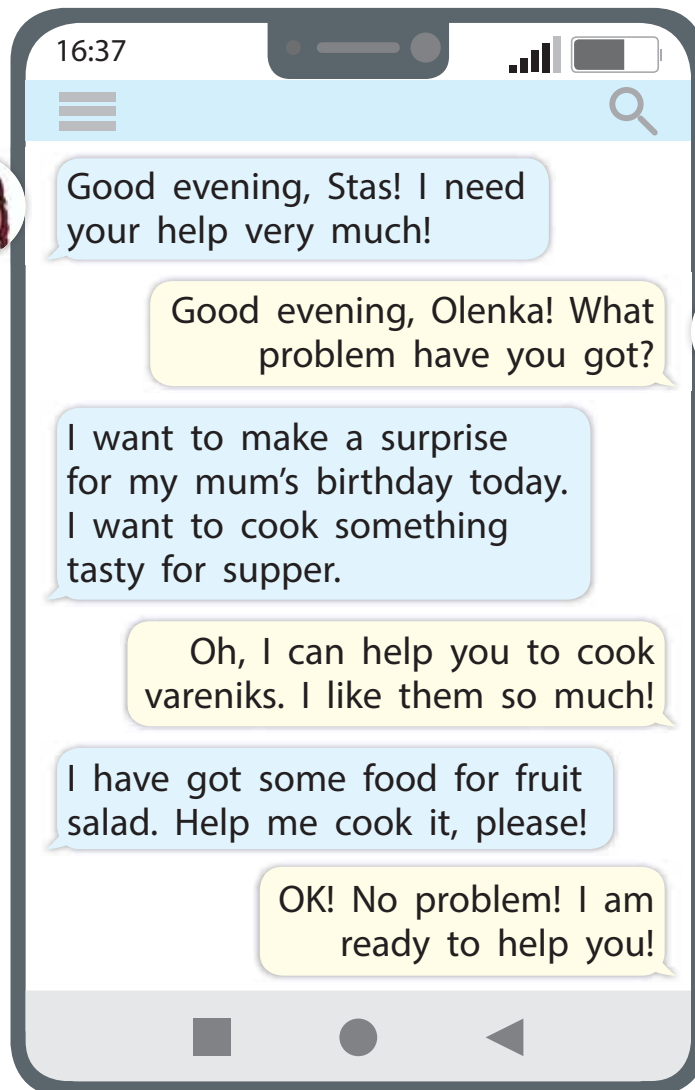 16:37
Good evening, Stas! I need
your help very much!
Good evening, Olenka! What
problem have you got?
I want to make a surprise
for my mum's birthday today.
I want to cook something
tasty for supper.
Oh, I can help you to cook
vareniks. I like them so much!
I have got some food for fruit
salad. Help me cook it, please!
OK! No problem! I am
ready to help you!